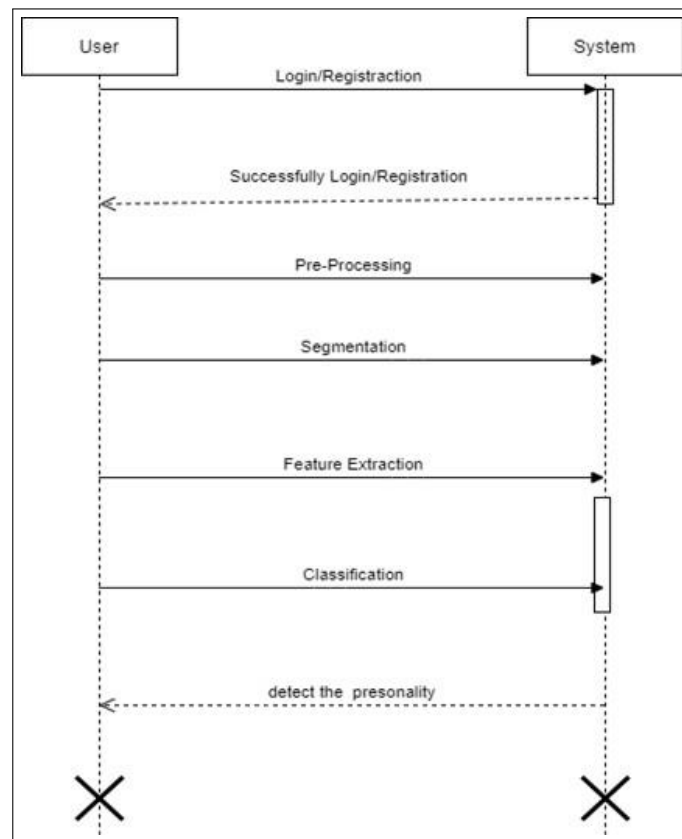 User
System
Login/Registraction
Successfully Login/Registration
Pre-Processing
Segmentation
Feature Extraction
Classification
detect the presonality